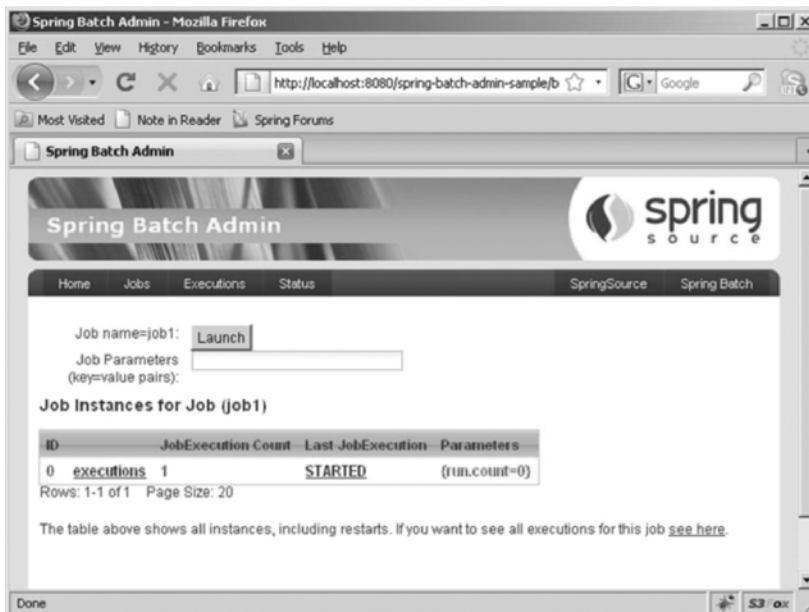 Spring Batch Admin - Mozilla Firefox
File Edit View History Bookmarks Tools Help
http://localhost:8080/spring-batch-admin-sample/b G Google
Most Visited Note in Reader Spring Forums
Spring Batch Admin
Spring Batch Admin
spring
source
Home Jobs Executions Status SpringSource Spring Batch
Job name=job1: Launch
Job Parameters
(key=value pairs):
Job Instances for Job (job1)
ID JobExecution Count Last JobExecution Parameters
0 executions 1 STARTED {run.count=0}
Rows: 1-1 of 1 Page Size: 20
The table above shows all instances, including restarts. If you want to see all executions for this job see here.
Done S3Fox